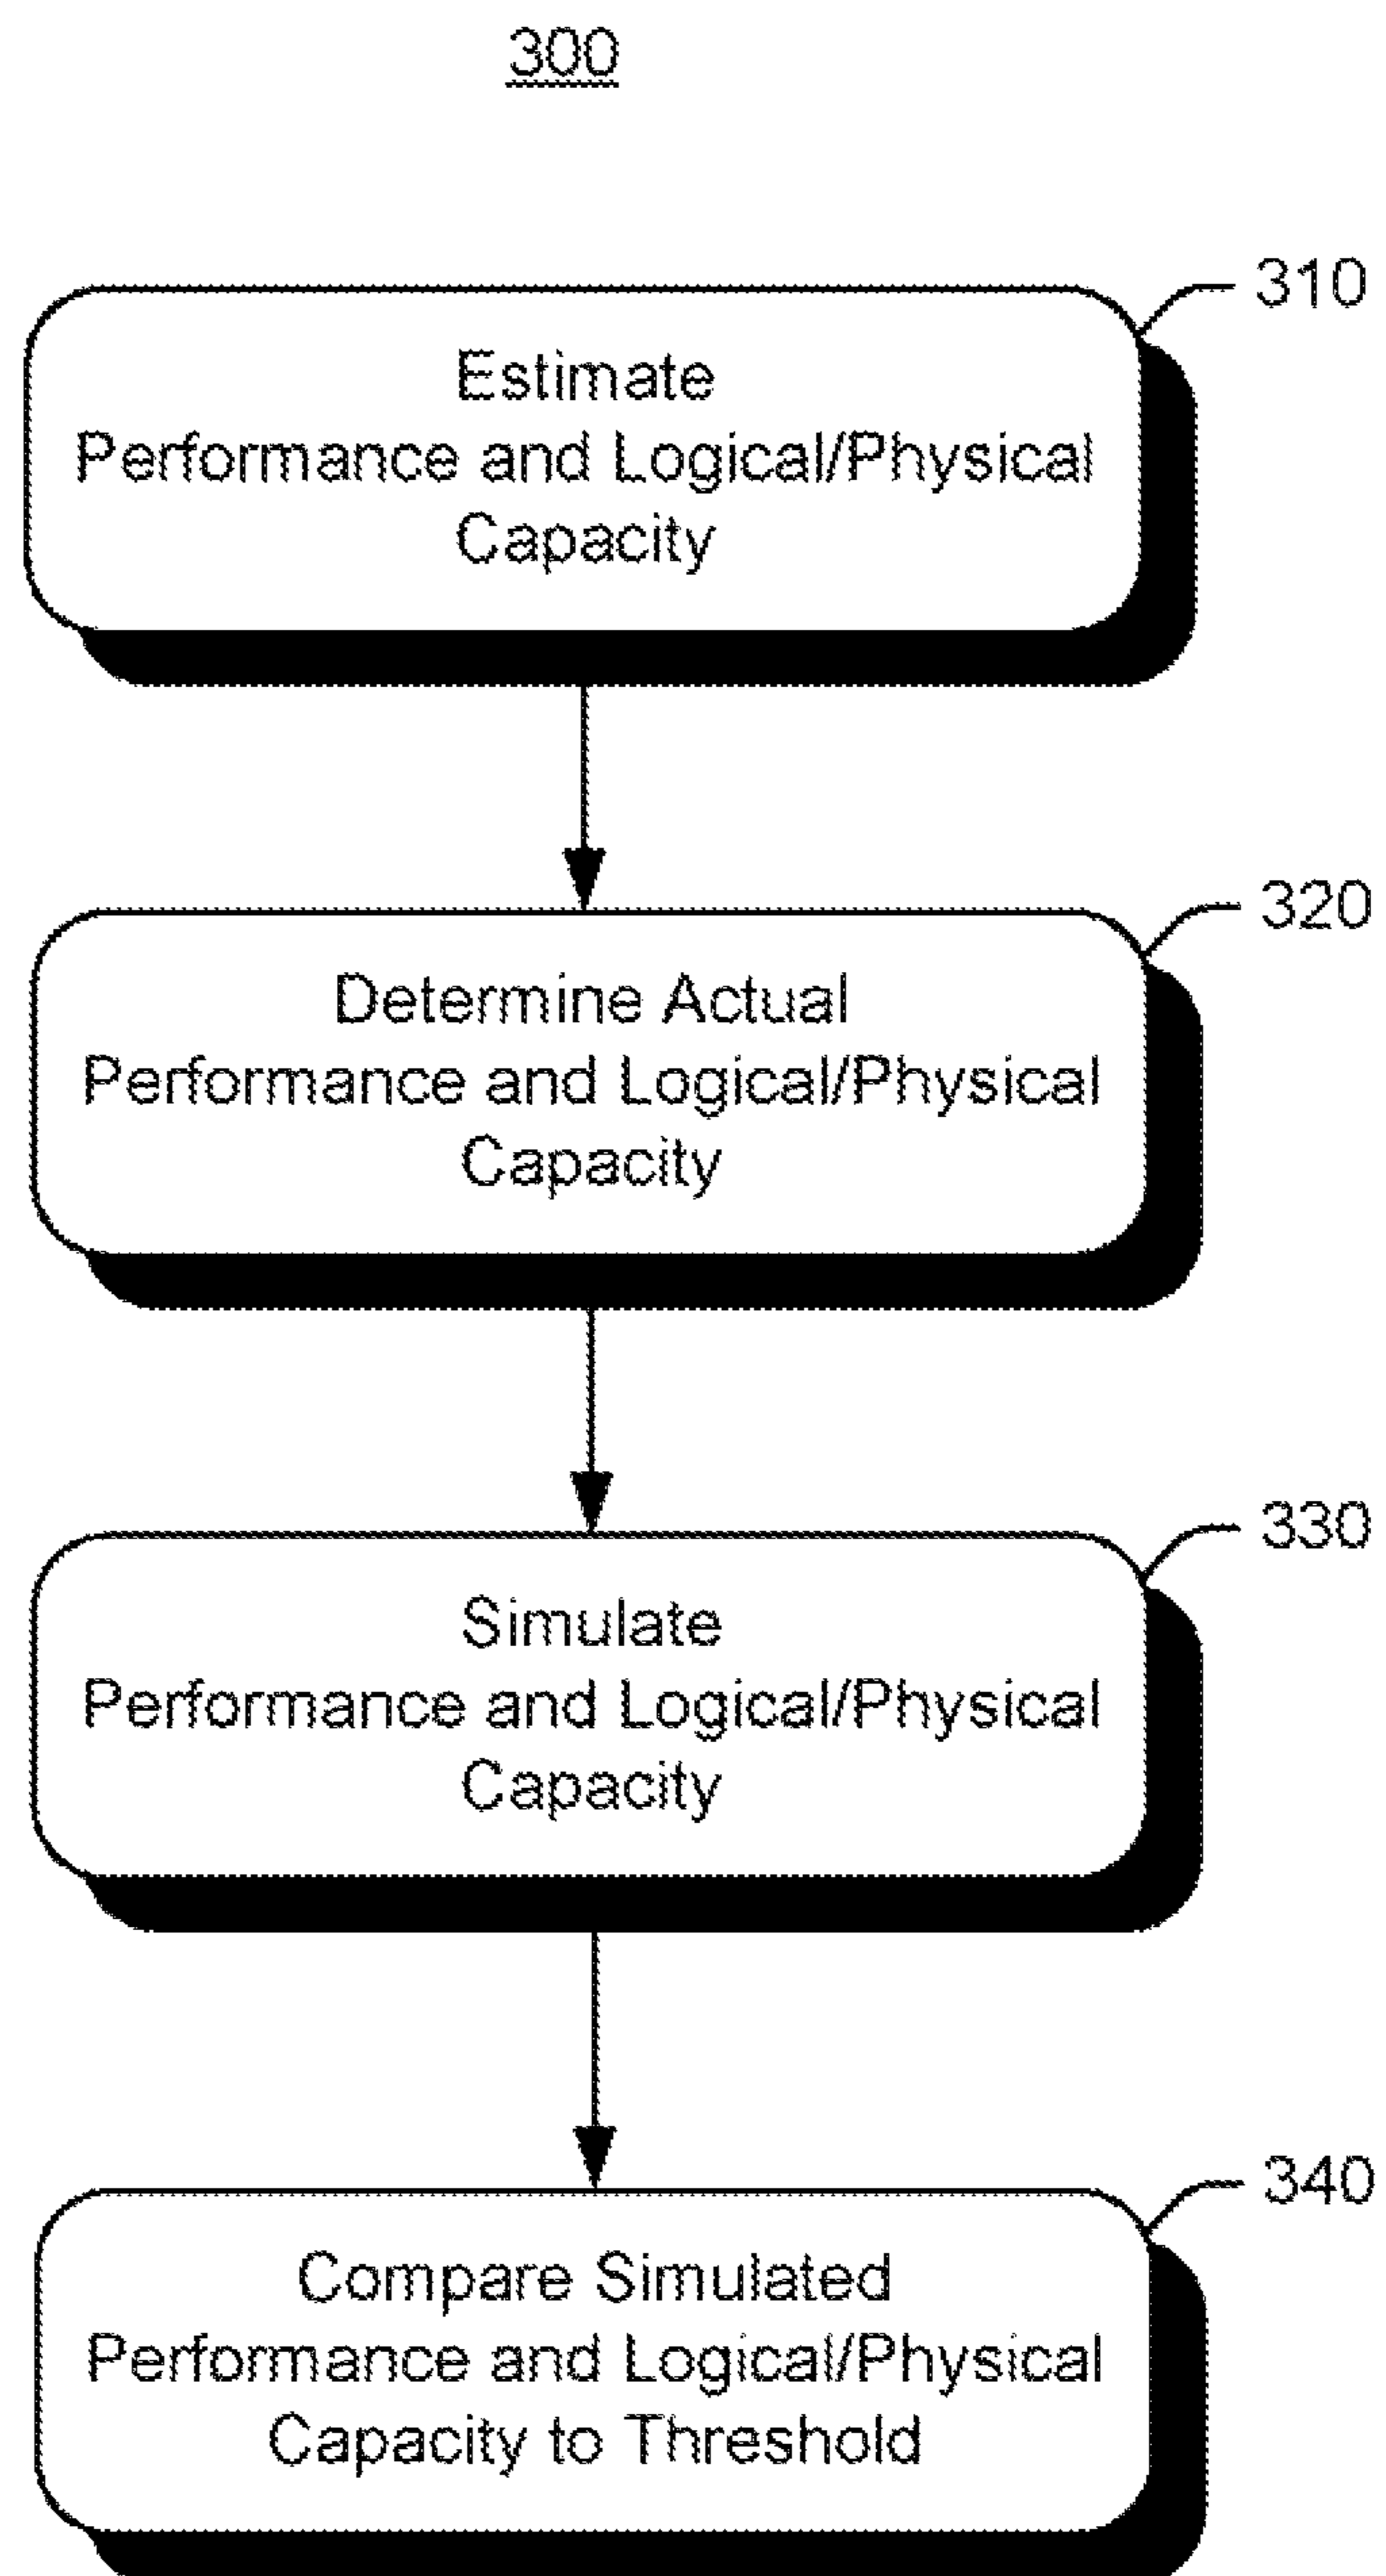 300
310
Estimate
Performance and Logical/Physical
Capacity
320
Determine Actual
Performance and Logical/Physical
Capacity
330
Simulate
Performance and Logical/Physical
Capacity
340
Compare Simulated
Performance and Logical/Physical
Capacity to Threshold